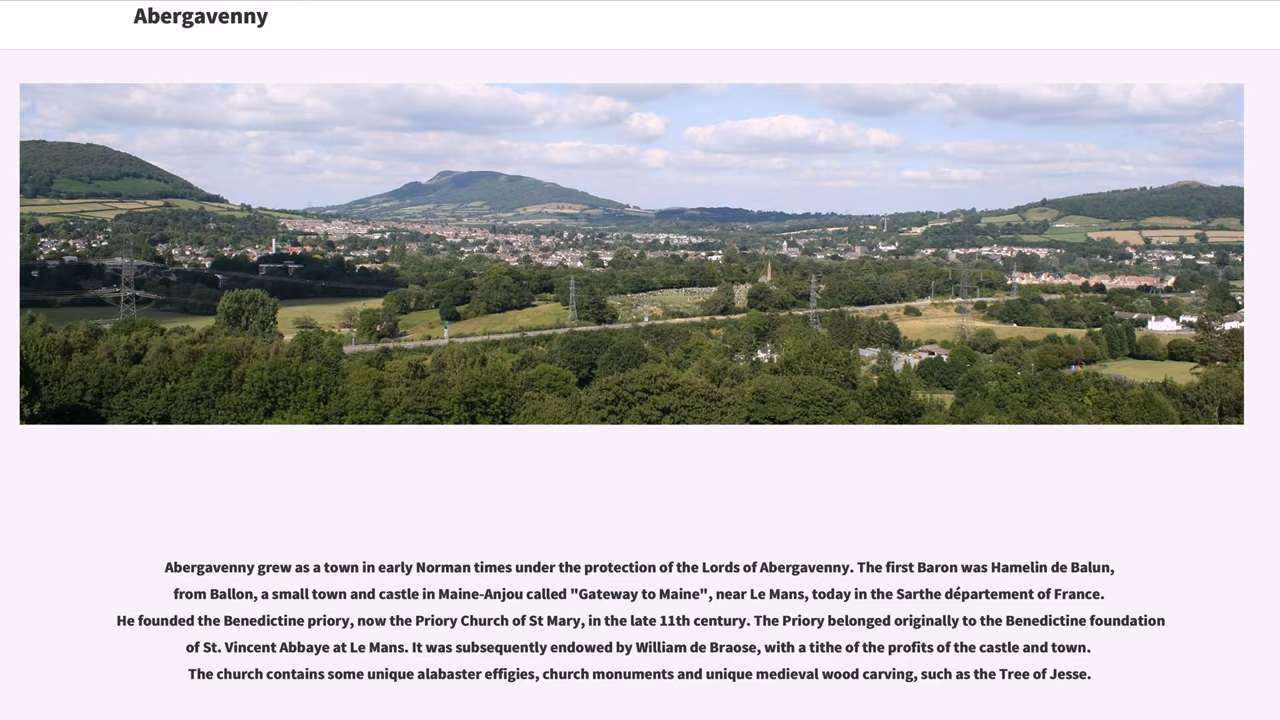 Abergavenny
Abergavenny grew as a town in early Norman times under the protection of the Lords of Abergavenny. The first Baron was Hamelin de Balun,
from Ballon, a small town and castle in Maine-Anjou called "Gateway to Maine", near Le Mans, today in the Sarthe département of France.
He founded the Benedictine priory, now the Priory Church of St Mary, in the late 11th century. The Priory belonged originally to the Benedictine foundation
of St. Vincent Abbaye at Le Mans. It was subsequently endowed by William de Braose, with a tithe of the profits of the castle and town.
The church contains some unique alabaster effigies, church monuments and unique medieval wood carving, such as the Tree of Jesse.